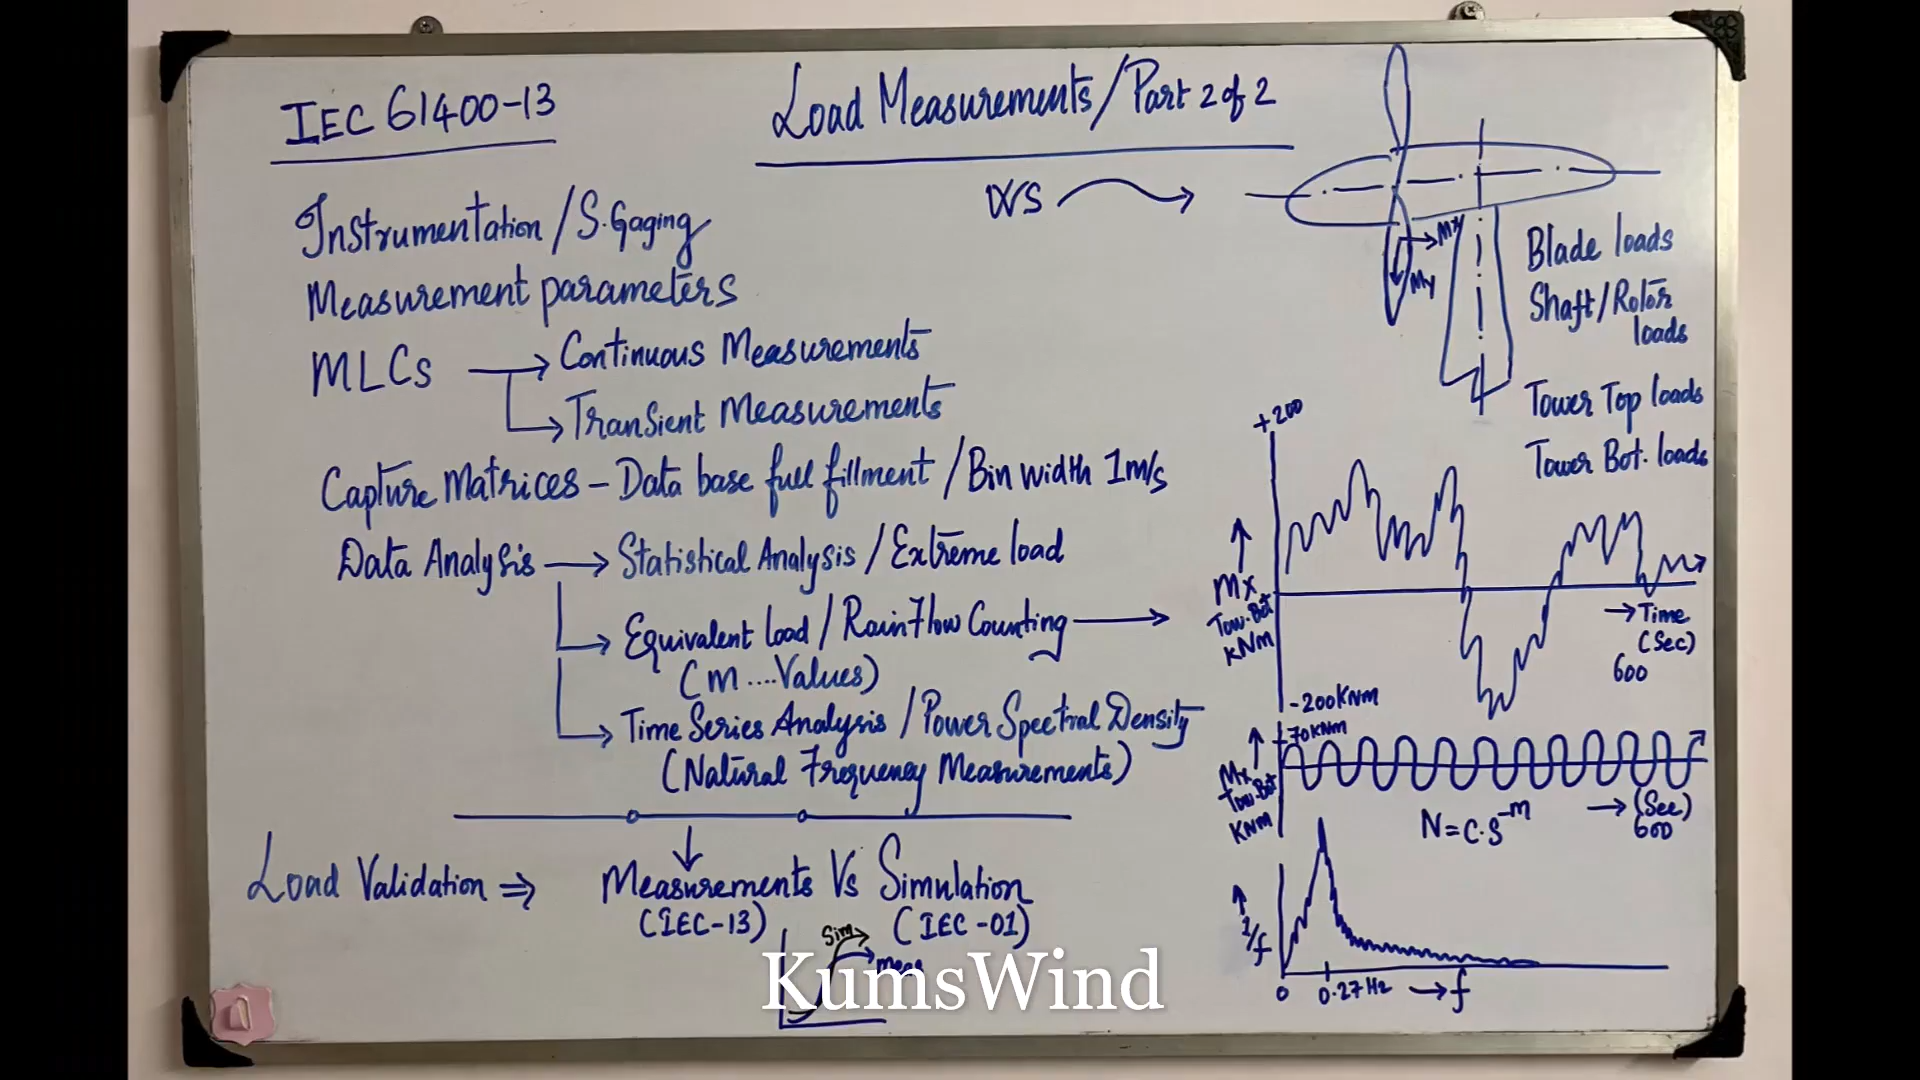 IEC 61400-13
Load Measurements/Part 2 of 2
WS
Instrumentation/S.Gaging
Measurement parameters
MLCs → Continuous Measurements
→ Transient Measurements
Capture Matrices - Data base full fillment / Bin width 1m/s
Data Analysis → Statistical Analysis / Extreme load
→ Equivalent load / Rainflow Counting →
(m ....Values)
→ Time Series Analysis / Power Spectral Density
(Natural Frequency Measurements)
Load Validation ⇒ Measurements Vs Simulation
(IEC-13) (IEC-01)
Sim
meas
KumsWind
Mx
My
Blade loads
Shaft/Rotor
loads
Tower Top loads
Tower Bot. loads
+200
Mx
Tow.Bot
KNm
→ Time
(Sec)
600
-200KNm
+70KNm
Mx
Tow.Bot
KNm
→ (Sec)
600
N=C.S^-m
1/f
0
0.27Hz → f